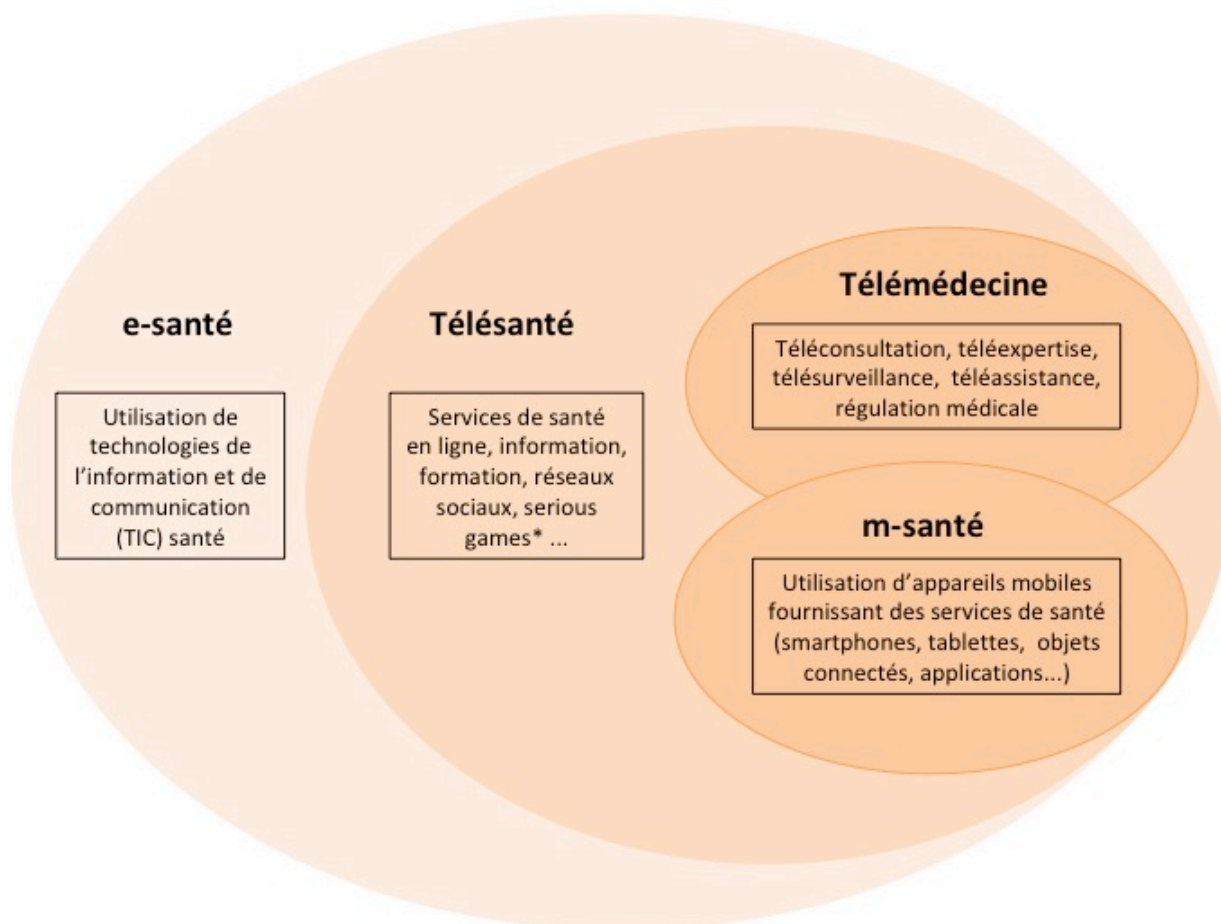 e-santé
Utilisation de
technologies de
l'information et de
communication
(TIC) santé
Télésanté
Services de santé
en ligne, information,
formation, réseaux
sociaux, serious
games* ...
Télémédecine
Téléconsultation, téléexpertise,
télésurveillance, téléassistance,
régulation médicale
m-santé
Utilisation d'appareils mobiles
fournissant des services de santé
(smartphones, tablettes, objets
connectés, applications...)